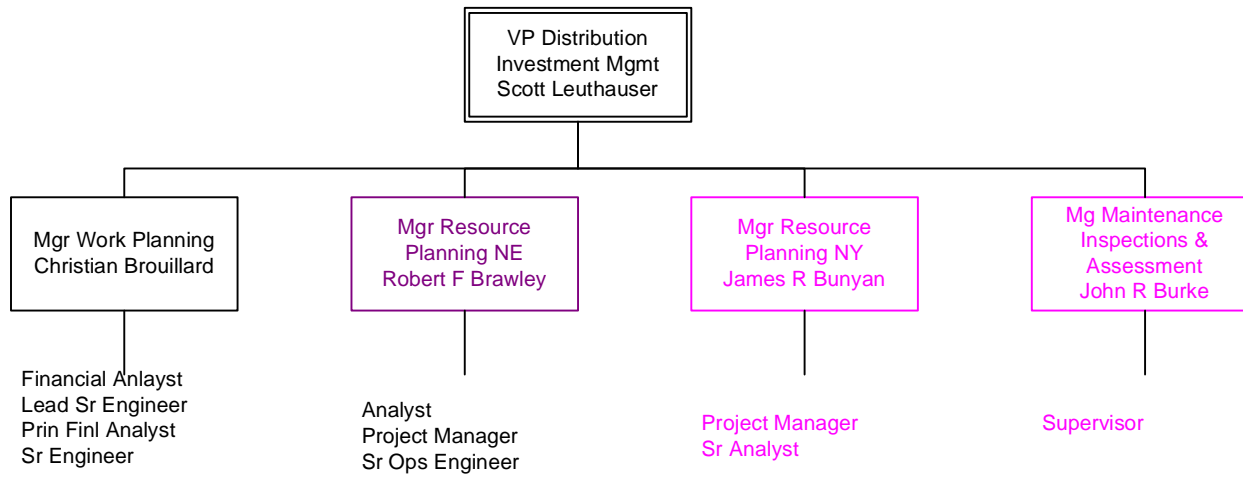 VP Distribution
Investment Mgmt
Scott Leuthauser
Mgr Work Planning
Christian Brouillard
Mgr Resource
Planning NE
Robert F Brawley
Mgr Resource
Planning NY
James R Bunyan
Mg Maintenance
Inspections &
Assessment
John R Burke
Financial Anlayst
Lead Sr Engineer
Prin Finl Analyst
Sr Engineer
Analyst
Project Manager
Sr Ops Engineer
Project Manager
Sr Analyst
Supervisor